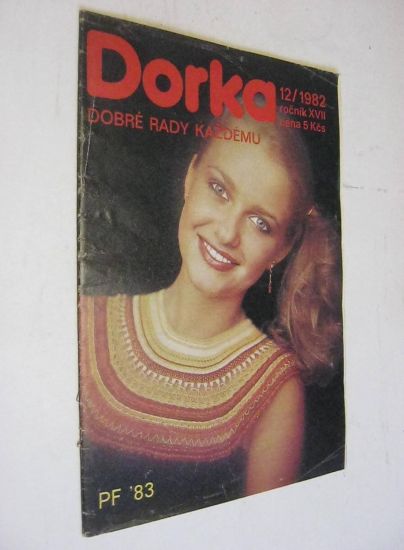 Dorka
12/1982
ročník XVII
cena 5 Kčs
DOBRÉ RADY KAŽDÉMU
PF '83